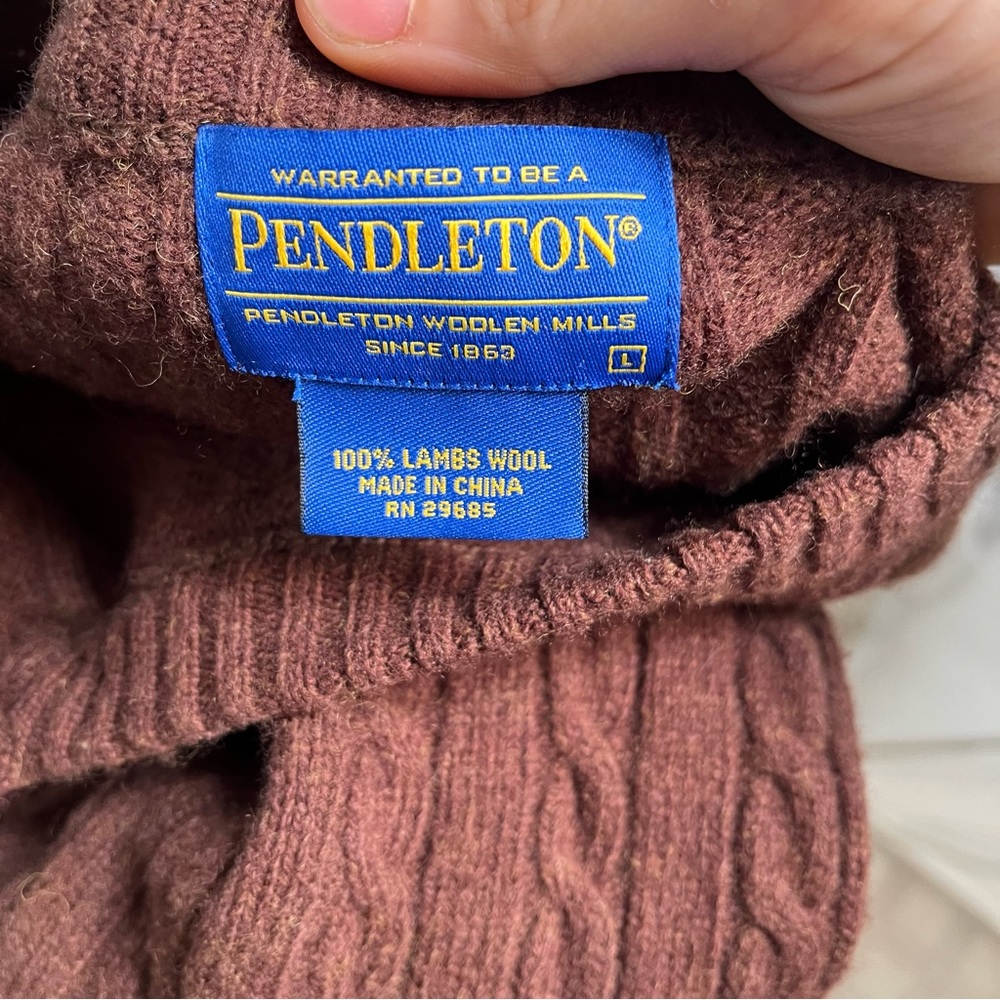 WARRANTED TO BE A
PENDLETON®
PENDLETON WOOLEN MILLS
SINCE 1863
L
100% LAMBS WOOL
MADE IN CHINA
RN 29685